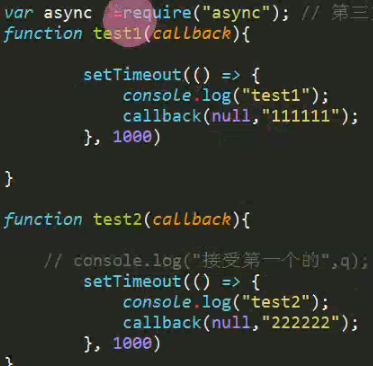 var async =require("async"); // 第三
function test1(callback){
setTimeout(() => {
console.log("test1");
callback(null,"111111");
}, 1000)
}
function test2(callback){
// console.log("接受第一个的",q);
setTimeout(() => {
console.log("test2");
callback(null,"222222");
}, 1000)
}